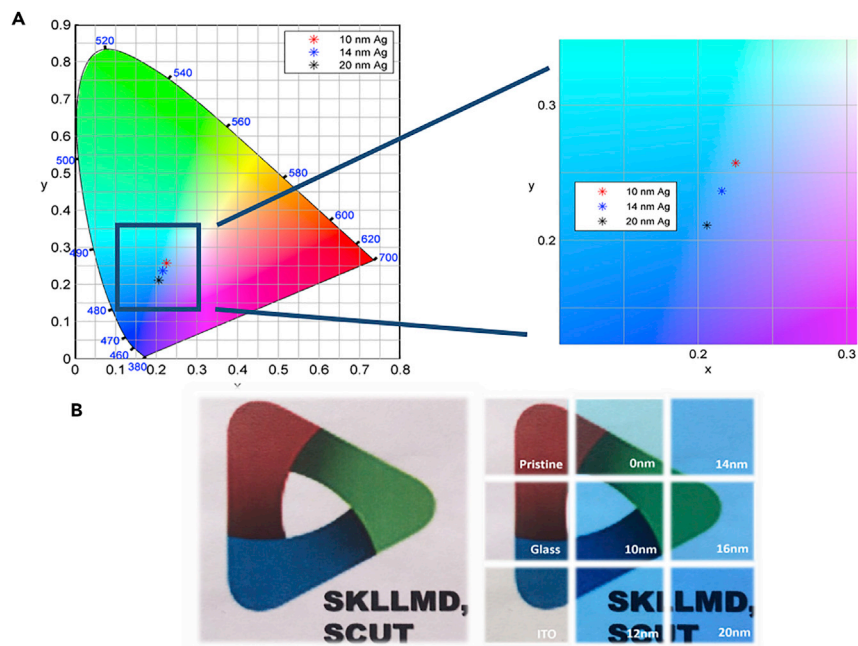 A
0.9
0.8
0.7
0.6
0.5
0.4
0.3
0.2
0.1
0
y
0 0.1 0.2 0.3 0.4 0.5 0.6 0.7 0.8
x
520
540
560
580
600
620
700
500
490
480
470
460
380
10 nm Ag
14 nm Ag
20 nm Ag
0.3
0.2
y
0.2 0.3
x
10 nm Ag
14 nm Ag
20 nm Ag
B
SKLLMD,
SCUT
Pristine 0nm 14nm
Glass 10nm 16nm
SKLLMD,
SCUT
ITO 12nm 20nm